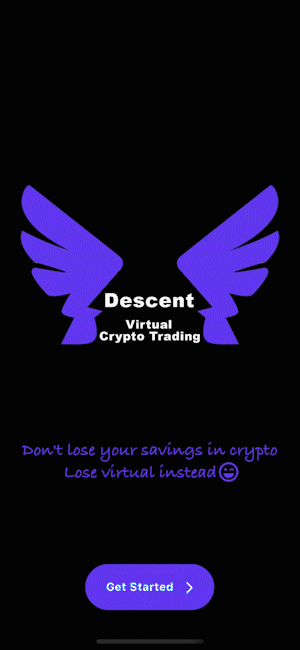 Descent
Virtual
Crypto Trading
Don't lose your savings in crypto
Lose virtual instead
Get Started